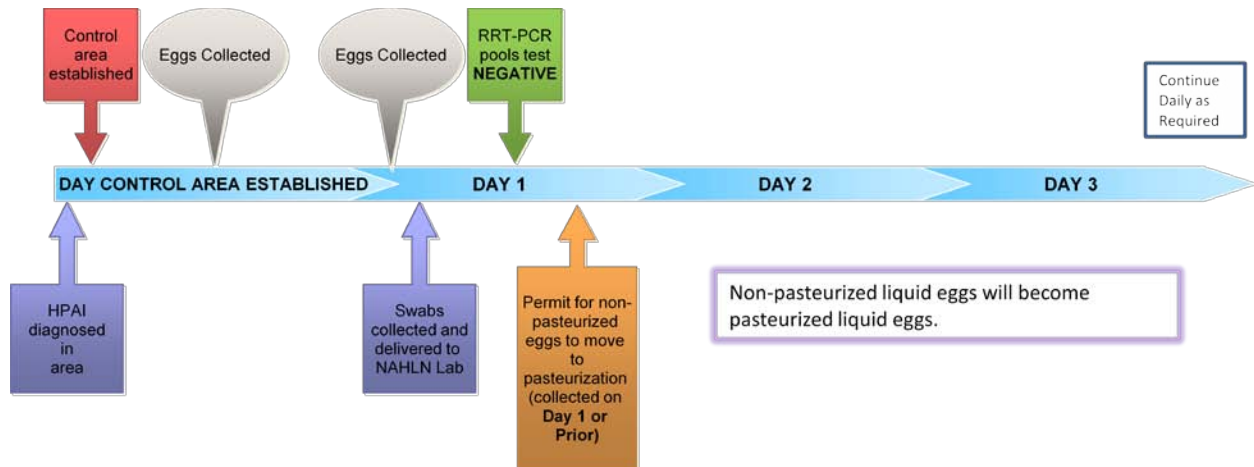 Control
area
established
Eggs Collected
Eggs Collected
RRT-PCR
pools test
NEGATIVE
Continue
Daily as
Required
DAY CONTROL AREA ESTABLISHED
DAY 1
DAY 2
DAY 3
HPAI
diagnosed
in
area
Swabs
collected and
delivered to
NAHLN Lab
Permit for non-
pasteurized
eggs to move
to
pasteurization
(collected on
Day 1 or
Prior)
Non-pasteurized liquid eggs will become
pasteurized liquid eggs.